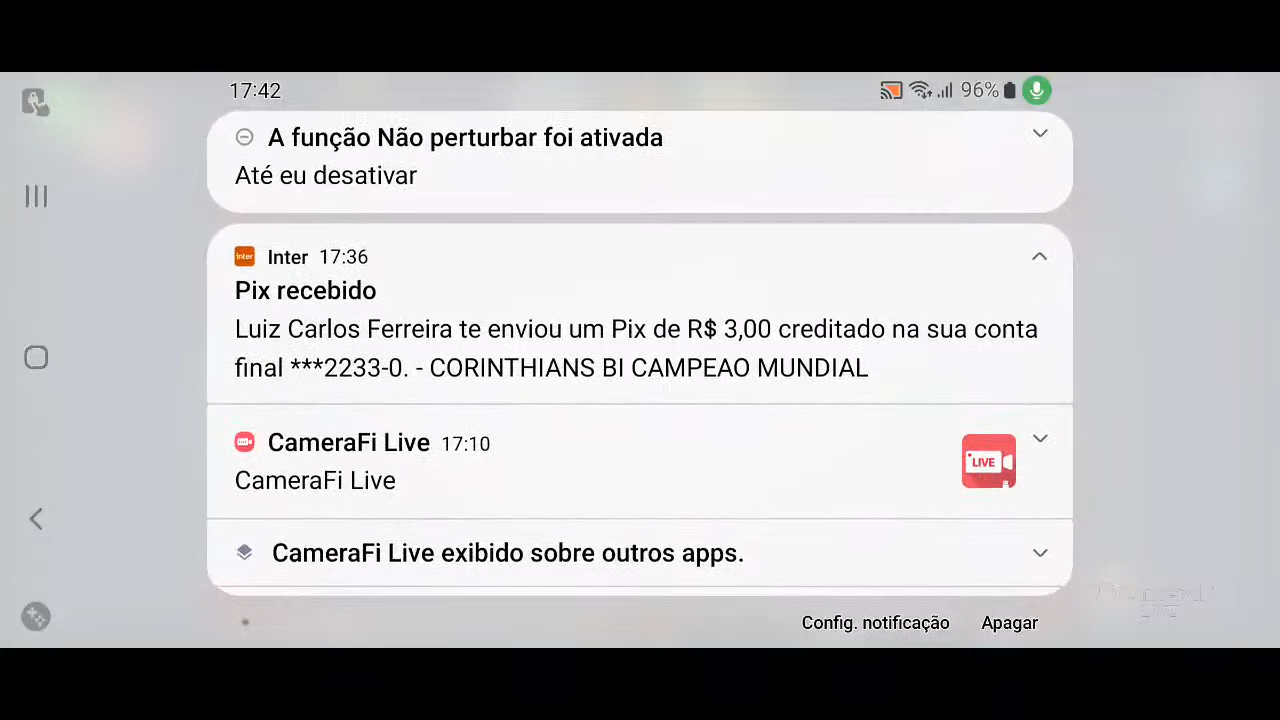 17:42
96%
A função Não perturbar foi ativada
Até eu desativar
inter Inter 17:36
Pix recebido
Luiz Carlos Ferreira te enviou um Pix de R$ 3,00 creditado na sua conta
final ***2233-0. - CORINTHIANS BI CAMPEAO MUNDIAL
CameraFi Live 17:10
LIVE
CameraFi Live
CameraFi Live exibido sobre outros apps.
Config. notificação Apagar